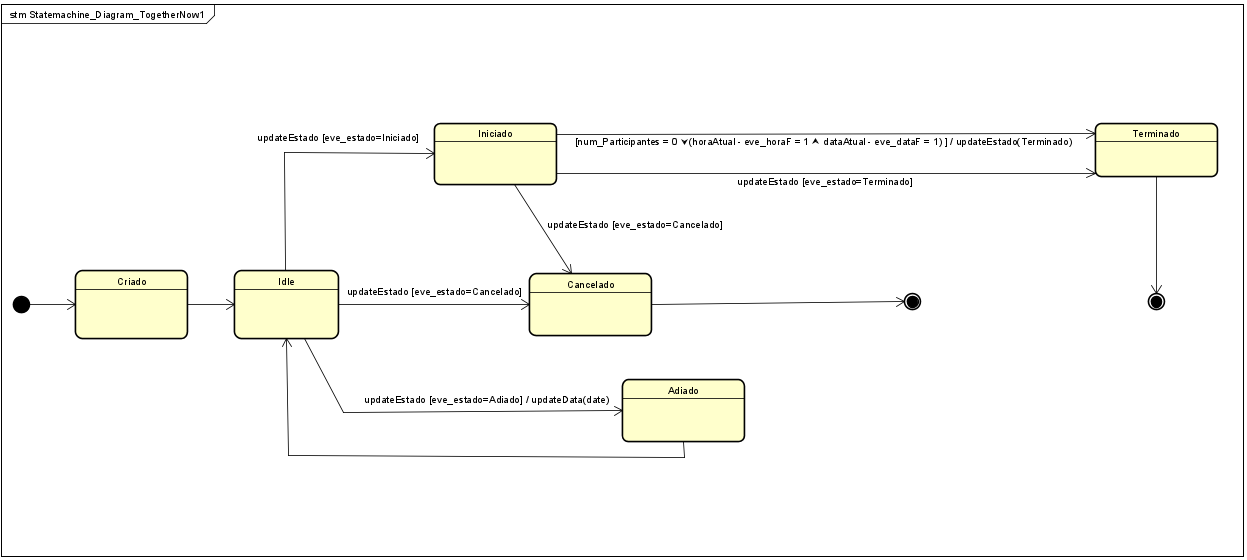 stm Statemachine_Diagram_TogetherNow1
updateEstado [eve_estado=Iniciado]
Iniciado
Terminado
[num_Participantes = 0 ⋎(horaAtual - eve_horaF = 1 ⋏ dataAtual - eve_dataF = 1)] / updateEstado(Terminado)
updateEstado [eve_estado=Terminado]
updateEstado [eve_estado=Cancelado]
Criado
Idle
updateEstado [eve_estado=Cancelado]
Cancelado
updateEstado [eve_estado=Adiado] / updateData(date)
Adiado